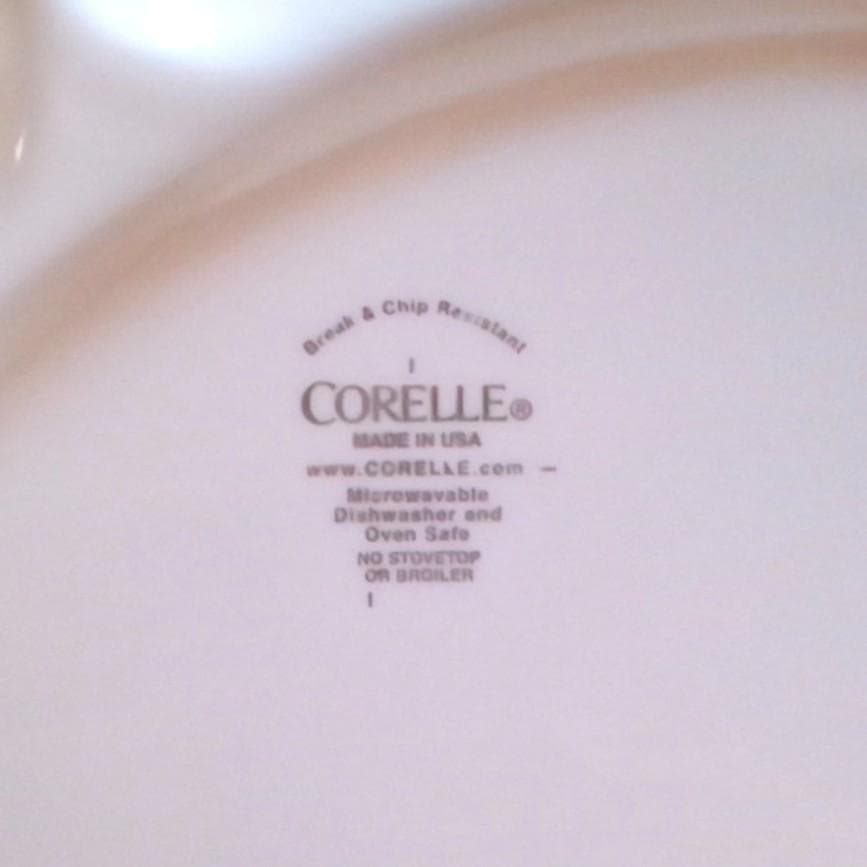 Break & Chip Resistant
I
CORELLE®
MADE IN USA
www.CORELLE.com –
Microwavable
Dishwasher and
Oven Safe
NO STOVETOP
OR BROILER
I